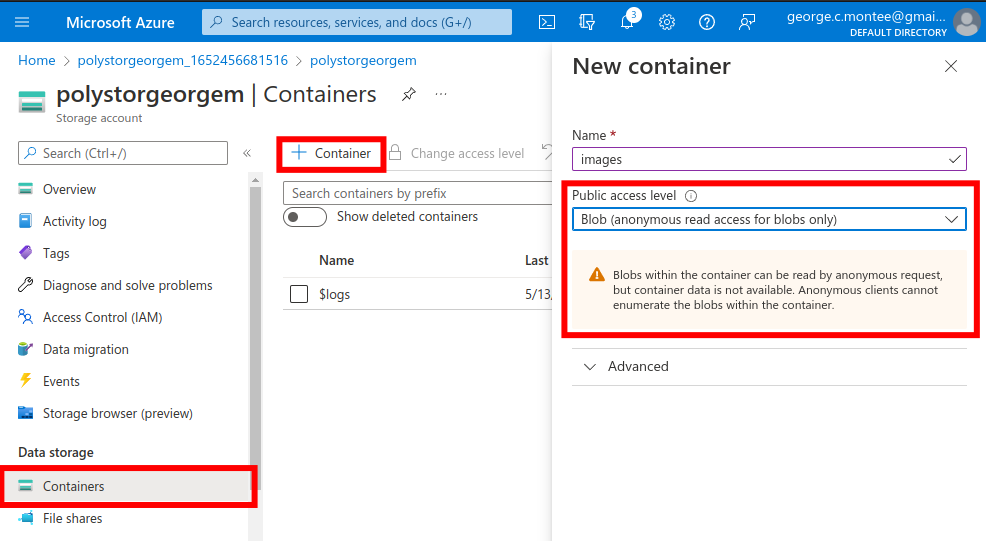 Microsoft Azure
Search resources, services, and docs (G+/)
3
george.c.montee@gmai...
DEFAULT DIRECTORY
Home > polystorgeorgem_1652456681516 > polystorgeorgem
polystorgeorgem | Containers
...
Storage account
Search (Ctrl+/)
«
Overview
Activity log
Tags
Diagnose and solve problems
Access Control (IAM)
Data migration
Events
Storage browser (preview)
Data storage
Containers
File shares
+ Container
Change access level
Search containers by prefix
Show deleted containers
Name
Last
$logs
5/13,
New container
Name *
images
Public access level
Blob (anonymous read access for blobs only)
Blobs within the container can be read by anonymous request,
but container data is not available. Anonymous clients cannot
enumerate the blobs within the container.
Advanced